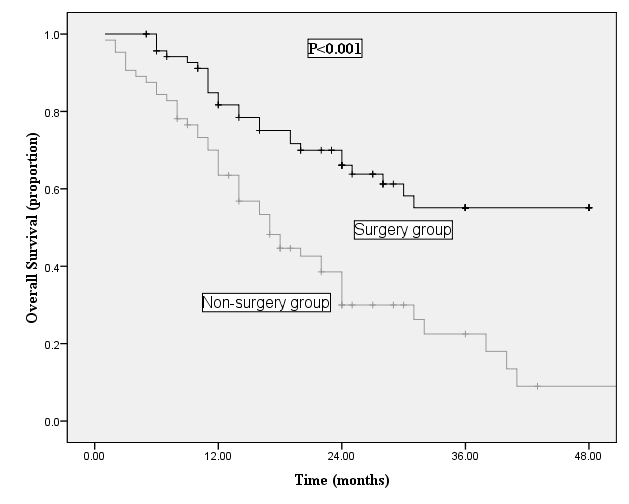 P<0.001
1.0
0.8
0.6
0.4
0.2
0.0
Overall Survival (proportion)
Surgery group
Non-surgery group
0.00 12.00 24.00 36.00 48.00
Time (months)